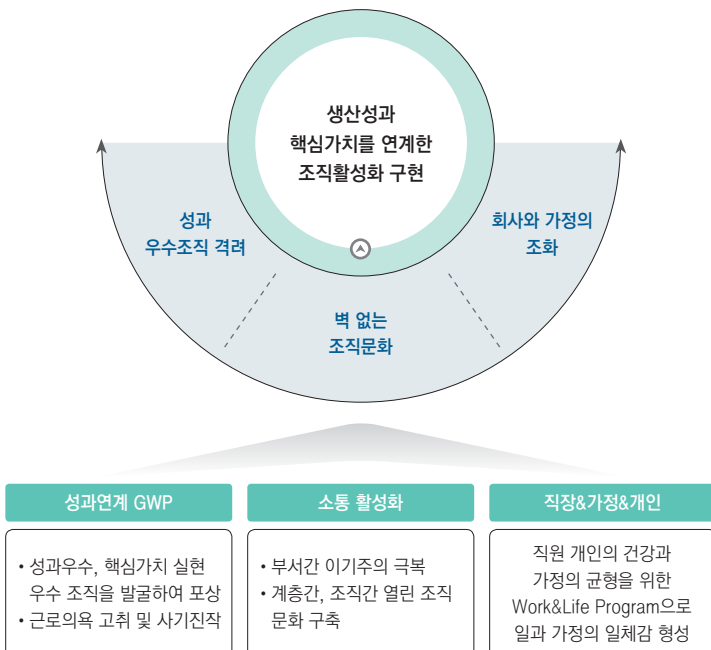 생산성과
핵심가치를 연계한
조직활성화 구현
성과
우수조직 격려
벽 없는
조직문화
회사와 가정의
조화
성과연계 GWP
• 성과우수, 핵심가치 실현
우수 조직을 발굴하여 포상
• 근로의욕 고취 및 사기진작
소통 활성화
• 부서간 이기주의 극복
• 계층간, 조직간 열린 조직
문화 구축
직장&가정&개인
직원 개인의 건강과
가정의 균형을 위한
Work&Life Program으로
일과 가정의 일체감 형성